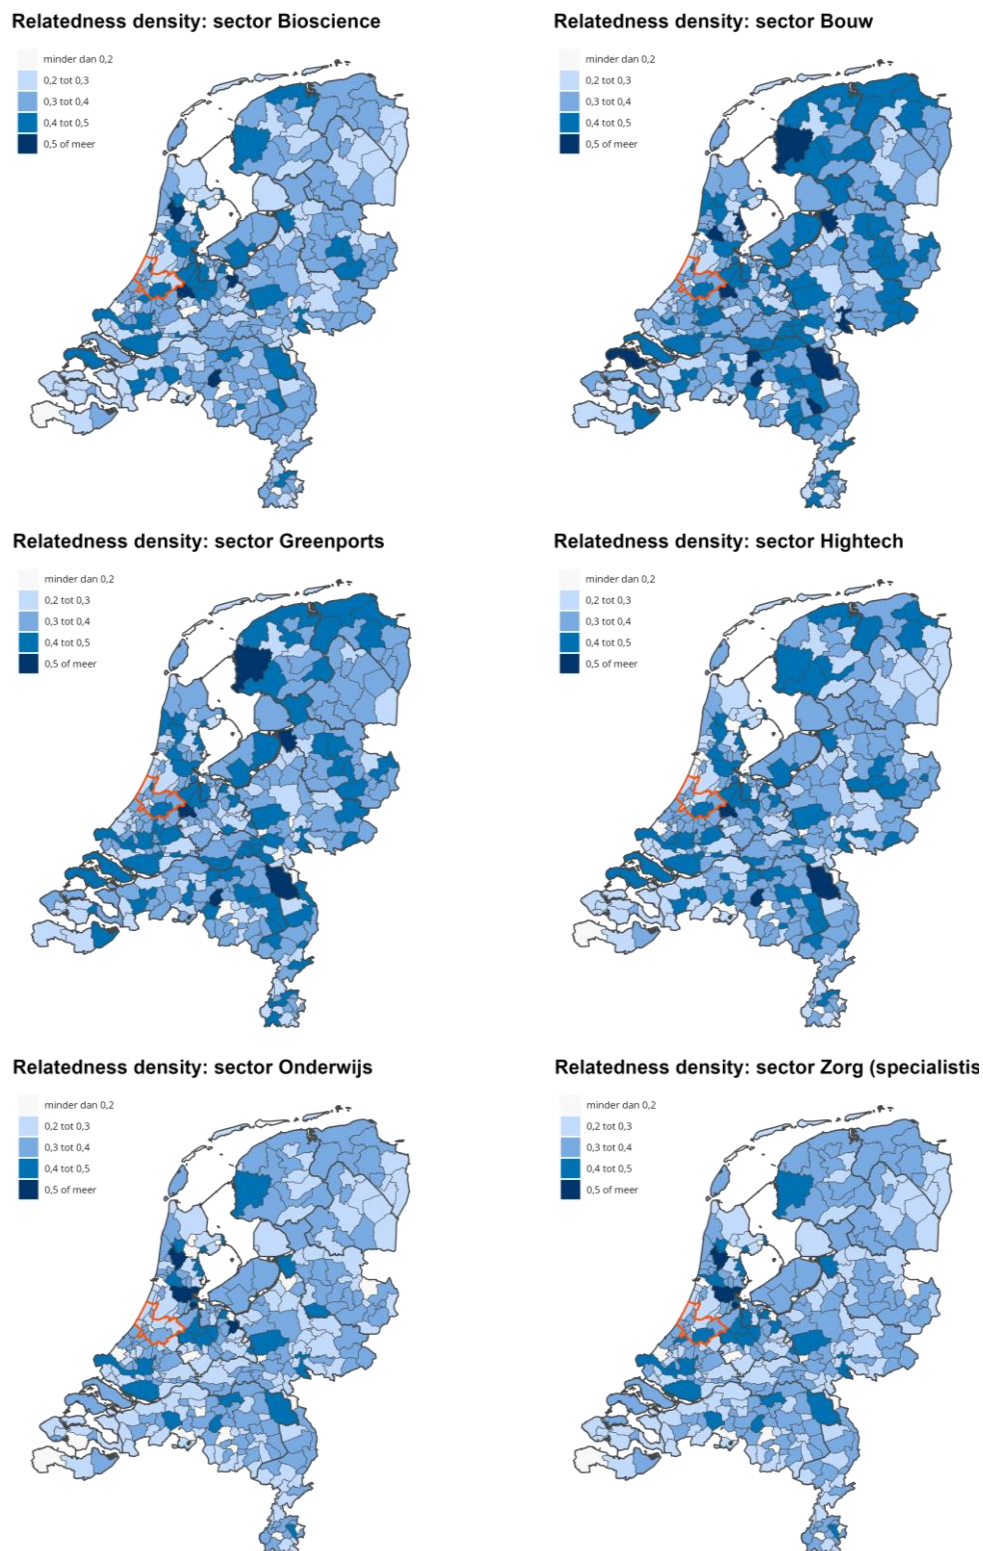 Relatedness density: sector Bioscience
minder dan 0,2
0,2 tot 0,3
0,3 tot 0,4
0,4 tot 0,5
0,5 of meer
Relatedness density: sector Bouw
minder dan 0,2
0,2 tot 0,3
0,3 tot 0,4
0,4 tot 0,5
0,5 of meer
Relatedness density: sector Greenports
minder dan 0,2
0,2 tot 0,3
0,3 tot 0,4
0,4 tot 0,5
0,5 of meer
Relatedness density: sector Hightech
minder dan 0,2
0,2 tot 0,3
0,3 tot 0,4
0,4 tot 0,5
0,5 of meer
Relatedness density: sector Onderwijs
minder dan 0,2
0,2 tot 0,3
0,3 tot 0,4
0,4 tot 0,5
0,5 of meer
Relatedness density: sector Zorg (specialistis
minder dan 0,2
0,2 tot 0,3
0,3 tot 0,4
0,4 tot 0,5
0,5 of meer